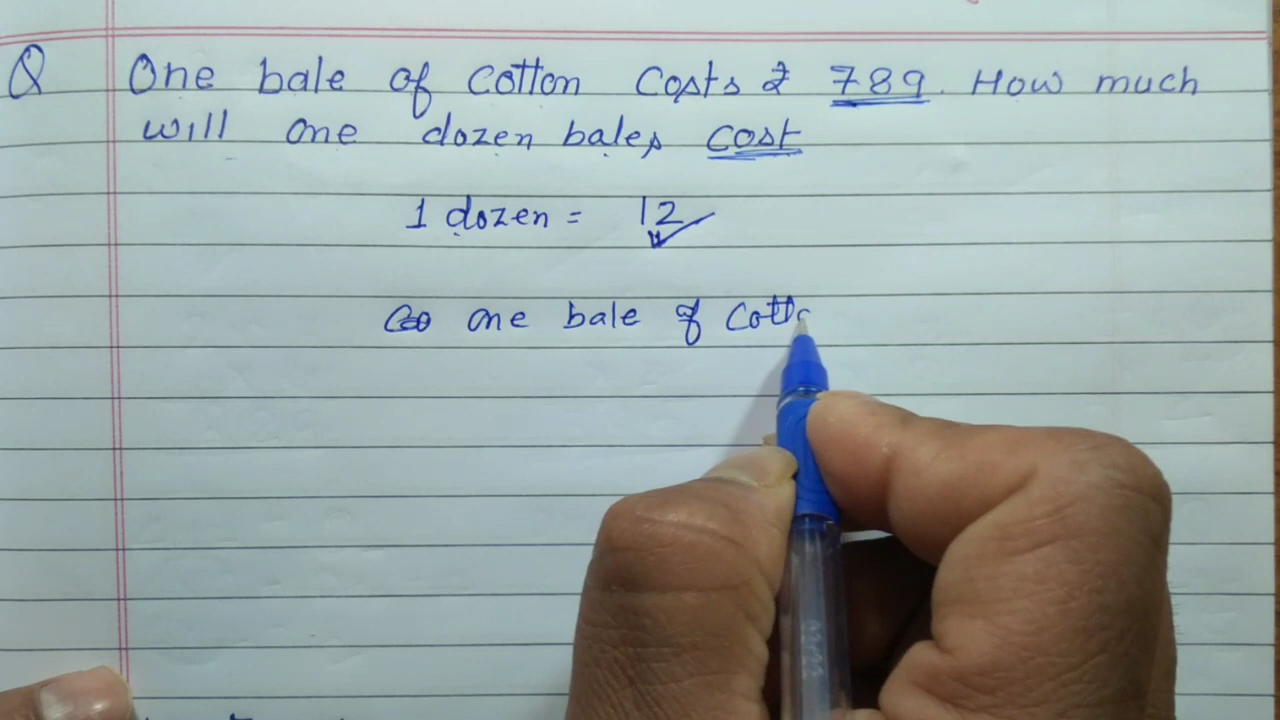 Q One bale of Cotton Costs ₹ 789. How much
will one dozen bales cost
1 dozen = 12
one bale of Cotto